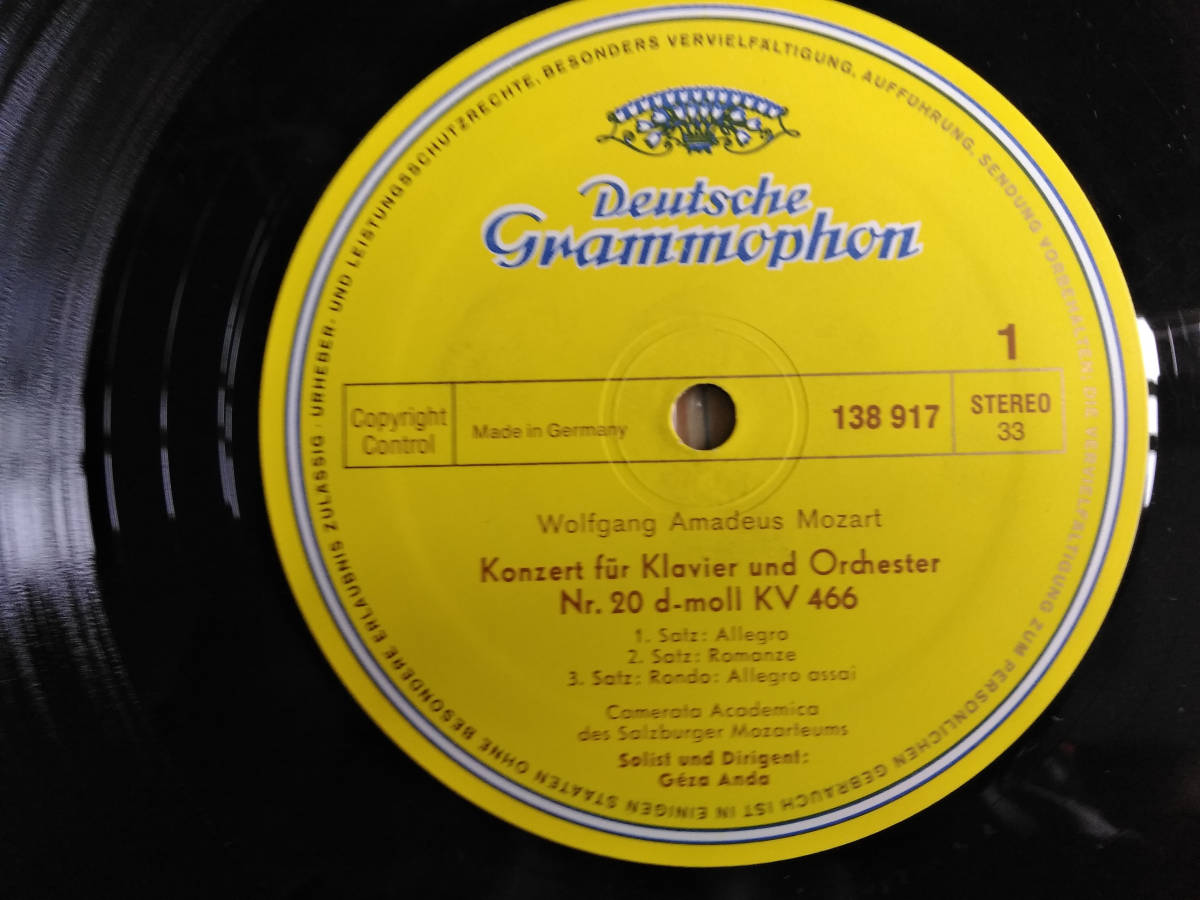 URHEBER- UND LEISTUNGSSCHUTZRECHTE, BESONDERS VERVIELFÄLTIGUNG, AUFFÜHRUNG, SENDUNG VORBEHALTEN. DIE VERVIELFÄLTIGUNG ZUM PERSÖNLICHEN GEBRAUCH IST IN EINIGEN STAATEN OHNE BESONDERE ERLAUBNIS ZULÄSSIG ·
Deutsche
Grammophon
1
Copyright
Control
Made in Germany
138 917
STEREO
33
Wolfgang Amadeus Mozart
Konzert für Klavier und Orchester
Nr. 20 d-moll KV 466
1. Satz: Allegro
2. Satz: Romanze
3. Satz: Rondo: Allegro assai
Camerata Academica
des Salzburger Mozarteums
Solist und Dirigent:
Géza Anda